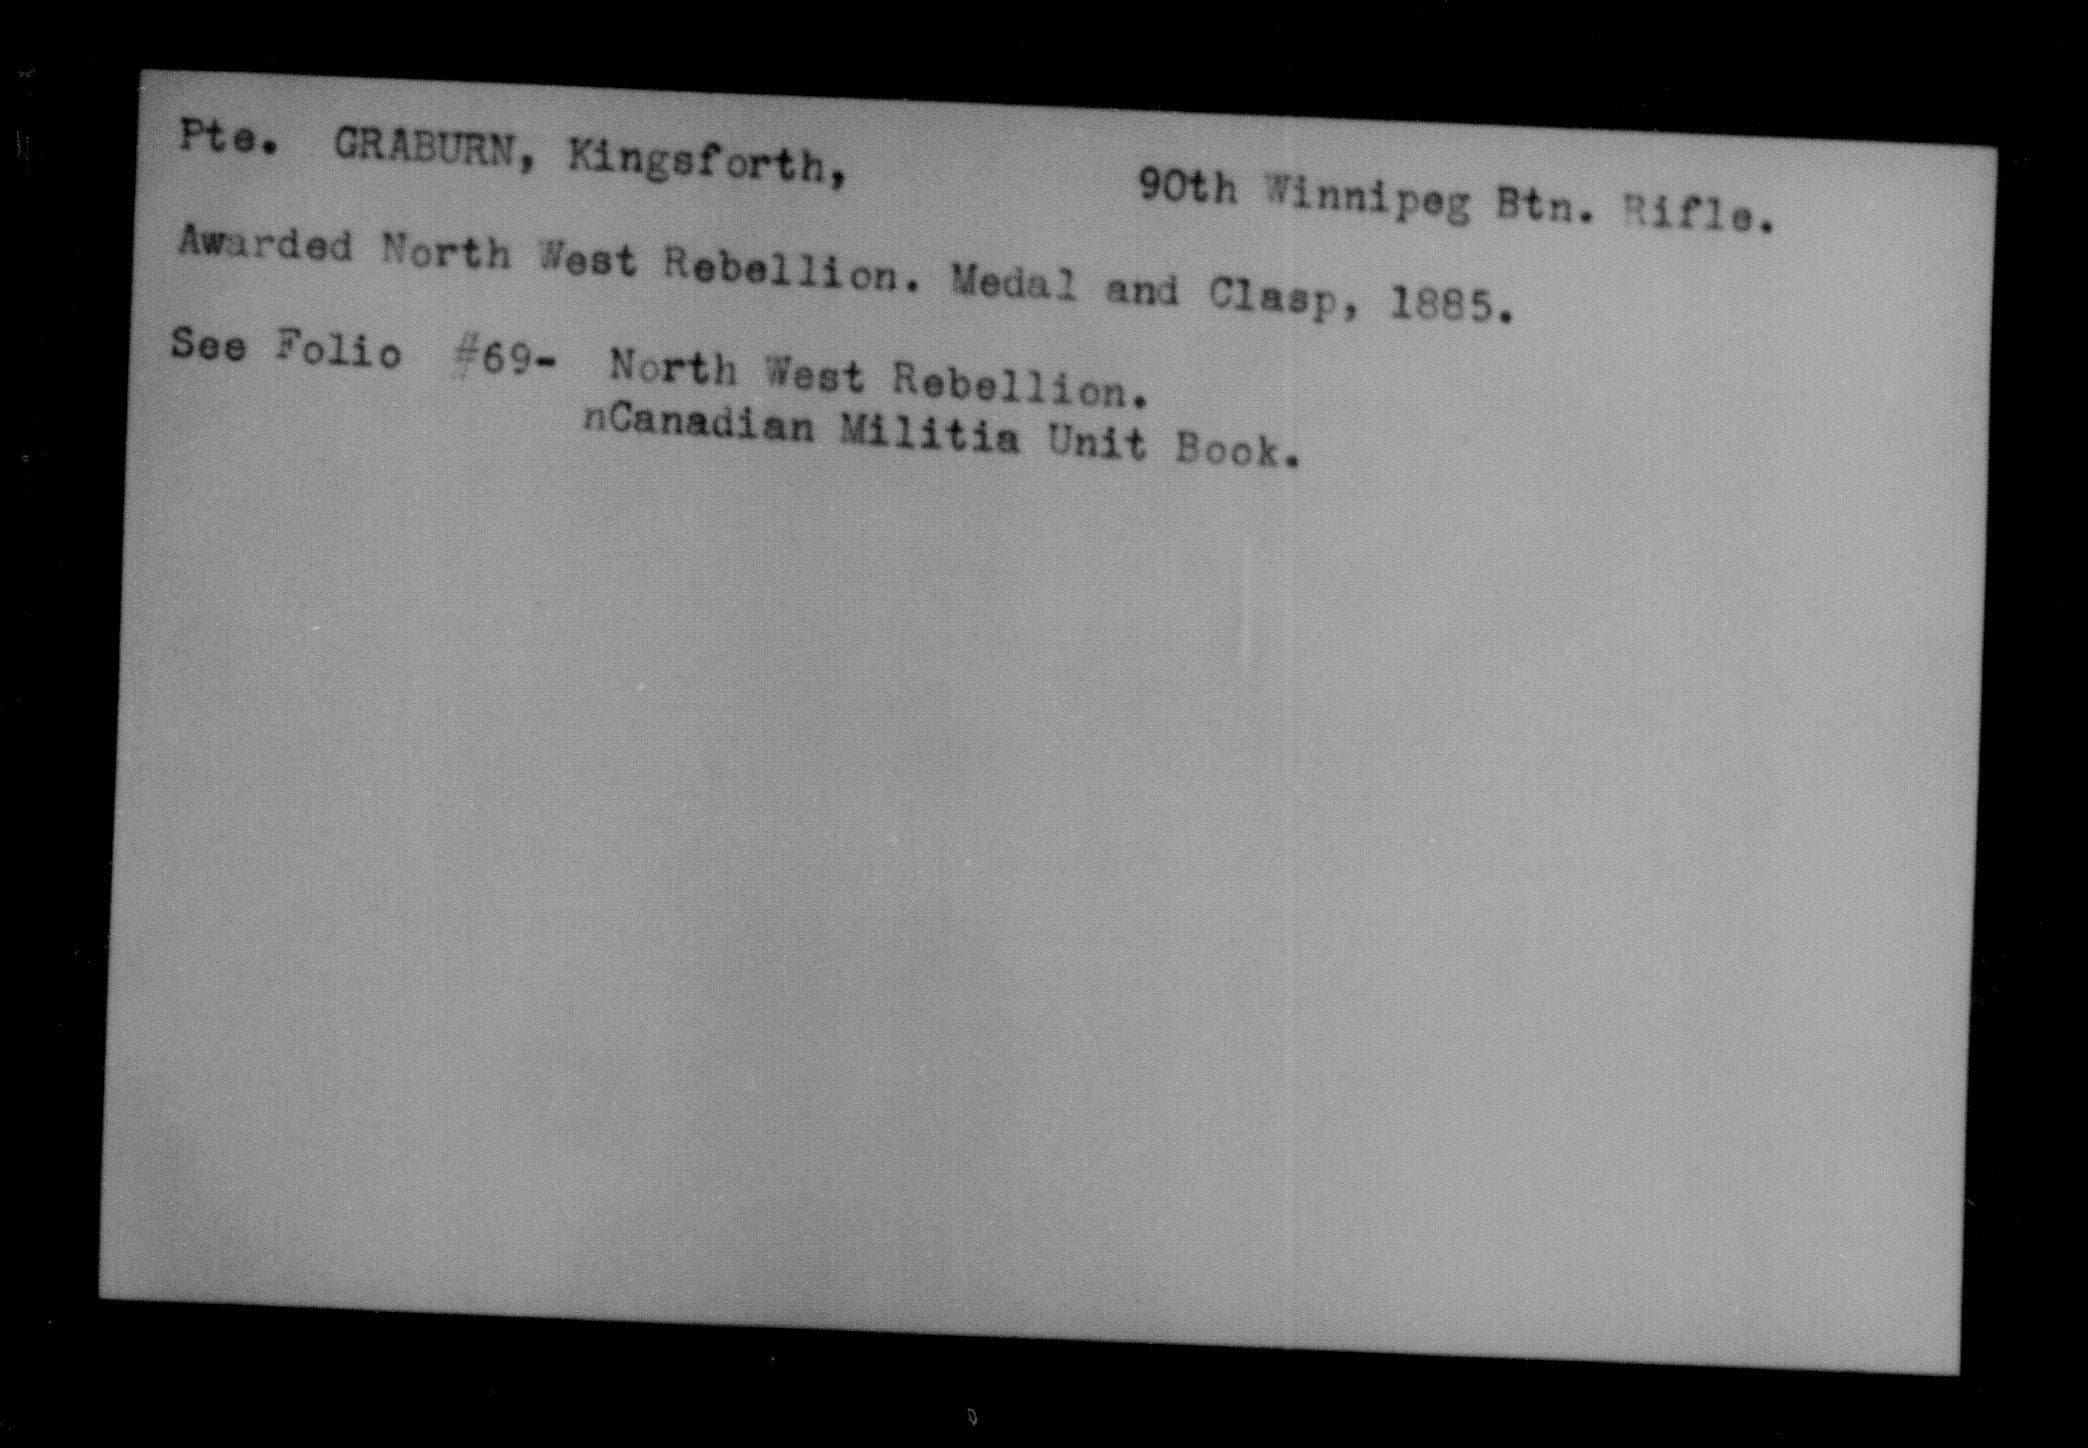 Pte. GRABURN, Kingsforth, 90th Winnipeg Btn. Rifle.
Awarded North West Rebellion. Medal and Clasp, 1885.
See Folio #69- North West Rebellion.
nCanadian Militia Unit Book.